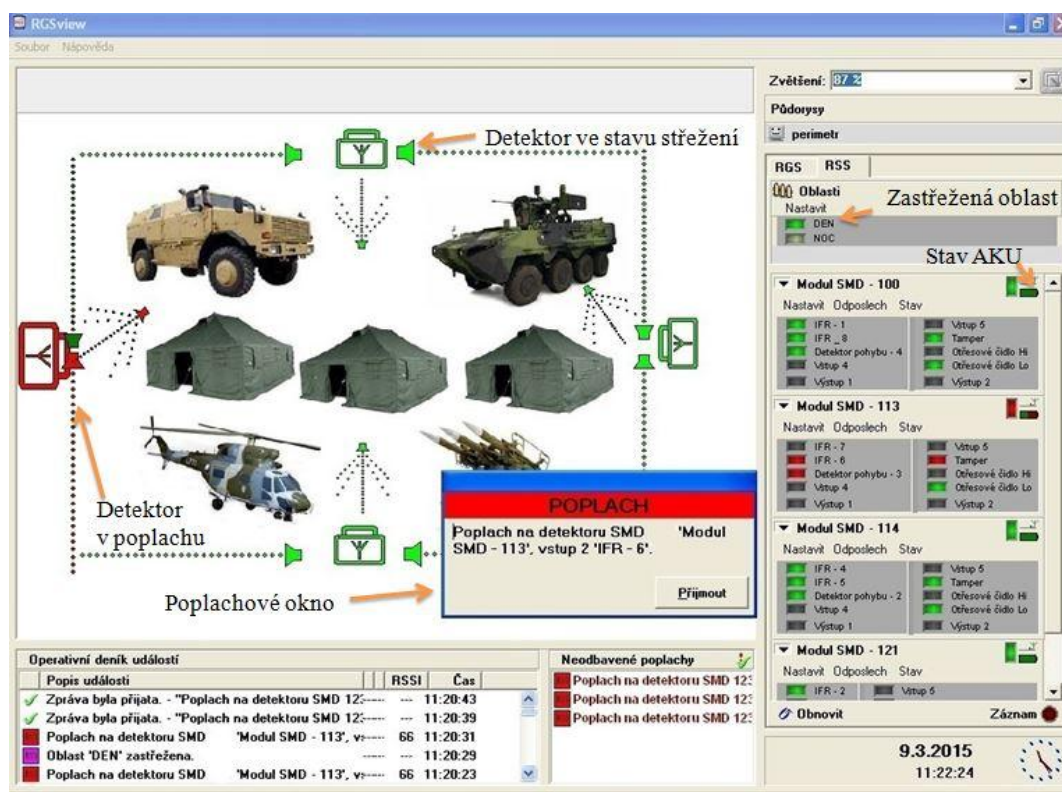 RGSview
Soubor Nápověda
Detektor ve stavu střežení
Detektor
v poplachu
Poplachové okno
POPLACH
Poplach na detektoru SMD 'Modul
SMD - 113', vstup 2 'IFR - 6'.
Přijmout
Zvětšení: 87 %
Půdorysy
perimetr
RGS RSS
Oblasti
Nastavit
Zastřežená oblast
DEN
NOC
Stav AKU
Modul SMD - 100
Nastavit Odposlech Stav
IFR - 1 Vstup 5
IFR _ 8 Tamper
Detektor pohybu - 4 Otřesové čidlo Hi
Vstup 4 Otřesové čidlo Lo
Výstup 1 Výstup 2
Modul SMD - 113
Nastavit Odposlech Stav
IFR - 7 Vstup 5
IFR - 6 Tamper
Detektor pohybu - 3 Otřesové čidlo Hi
Vstup 4 Otřesové čidlo Lo
Výstup 1 Výstup 2
Modul SMD - 114
Nastavit Odposlech Stav
IFR - 4 Vstup 5
IFR - 5 Tamper
Detektor pohybu - 2 Otřesové čidlo Hi
Vstup 4 Otřesové čidlo Lo
Výstup 1 Výstup 2
Modul SMD - 121
Nastavit Odposlech Stav
IFR - 2 Vstup 5
Obnovit Záznam
9.3.2015
11:22:24
Operativní deník událostí
Popis události RSSI Čas
Zpráva byla přijata. - "Poplach na detektoru SMD 12 ----- --- 11:20:43
Zpráva byla přijata. - "Poplach na detektoru SMD 12 ----- --- 11:20:39
Poplach na detektoru SMD 'Modul SMD - 113', ----- 66 11:20:31
Oblast 'DEN' zastřežena. ----- --- 11:20:29
Poplach na detektoru SMD 'Modul SMD - 113', ----- 66 11:20:23
Neodbavené poplachy
Poplach na detektoru SMD 12
Poplach na detektoru SMD 12
Poplach na detektoru SMD 12